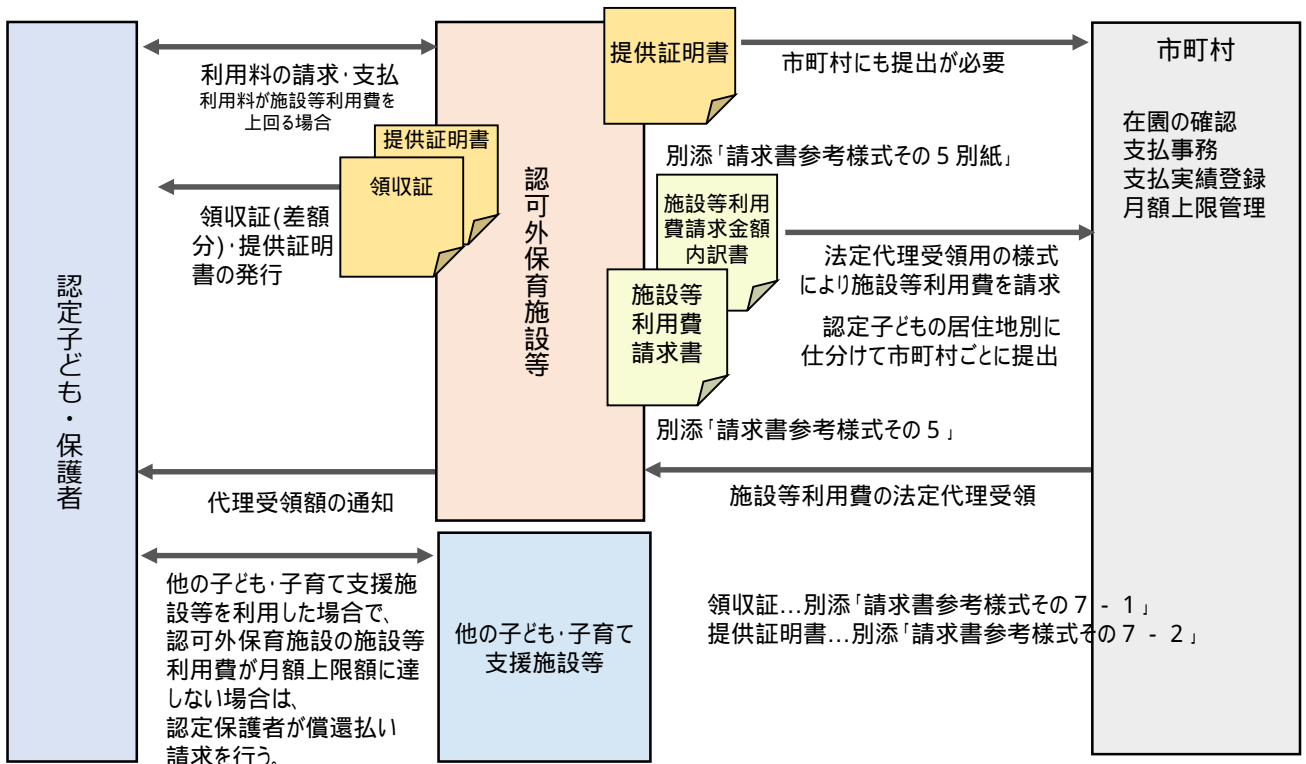 認定子ども・保護者
利用料の請求･支払
利用料が施設等利用費を
上回る場合
提供証明書
領収証
領収証(差額
分)･提供証明
書の発行
代理受領額の通知
他の子ども･子育て支援施
設等を利用した場合で、
認可外保育施設の施設等
利用費が月額上限額に達
しない場合は、
認定保護者が償還払い
請求を行う。
認可外保育施設等
他の子ども･子育て
支援施設等
提供証明書
市町村にも提出が必要
別添｢請求書参考様式その５別紙｣
施設等利用
費請求金額
内訳書
法定代理受領用の様式
により施設等利用費を請求
施設等
利用費
請求書
認定子どもの居住地別に
仕分けて市町村ごとに提出
別添｢請求書参考様式その５｣
施設等利用費の法定代理受領
領収証…別添｢請求書参考様式その７-１｣
提供証明書…別添｢請求書参考様式その７-２｣
市町村
在園の確認
支払事務
支払実績登録
月額上限管理